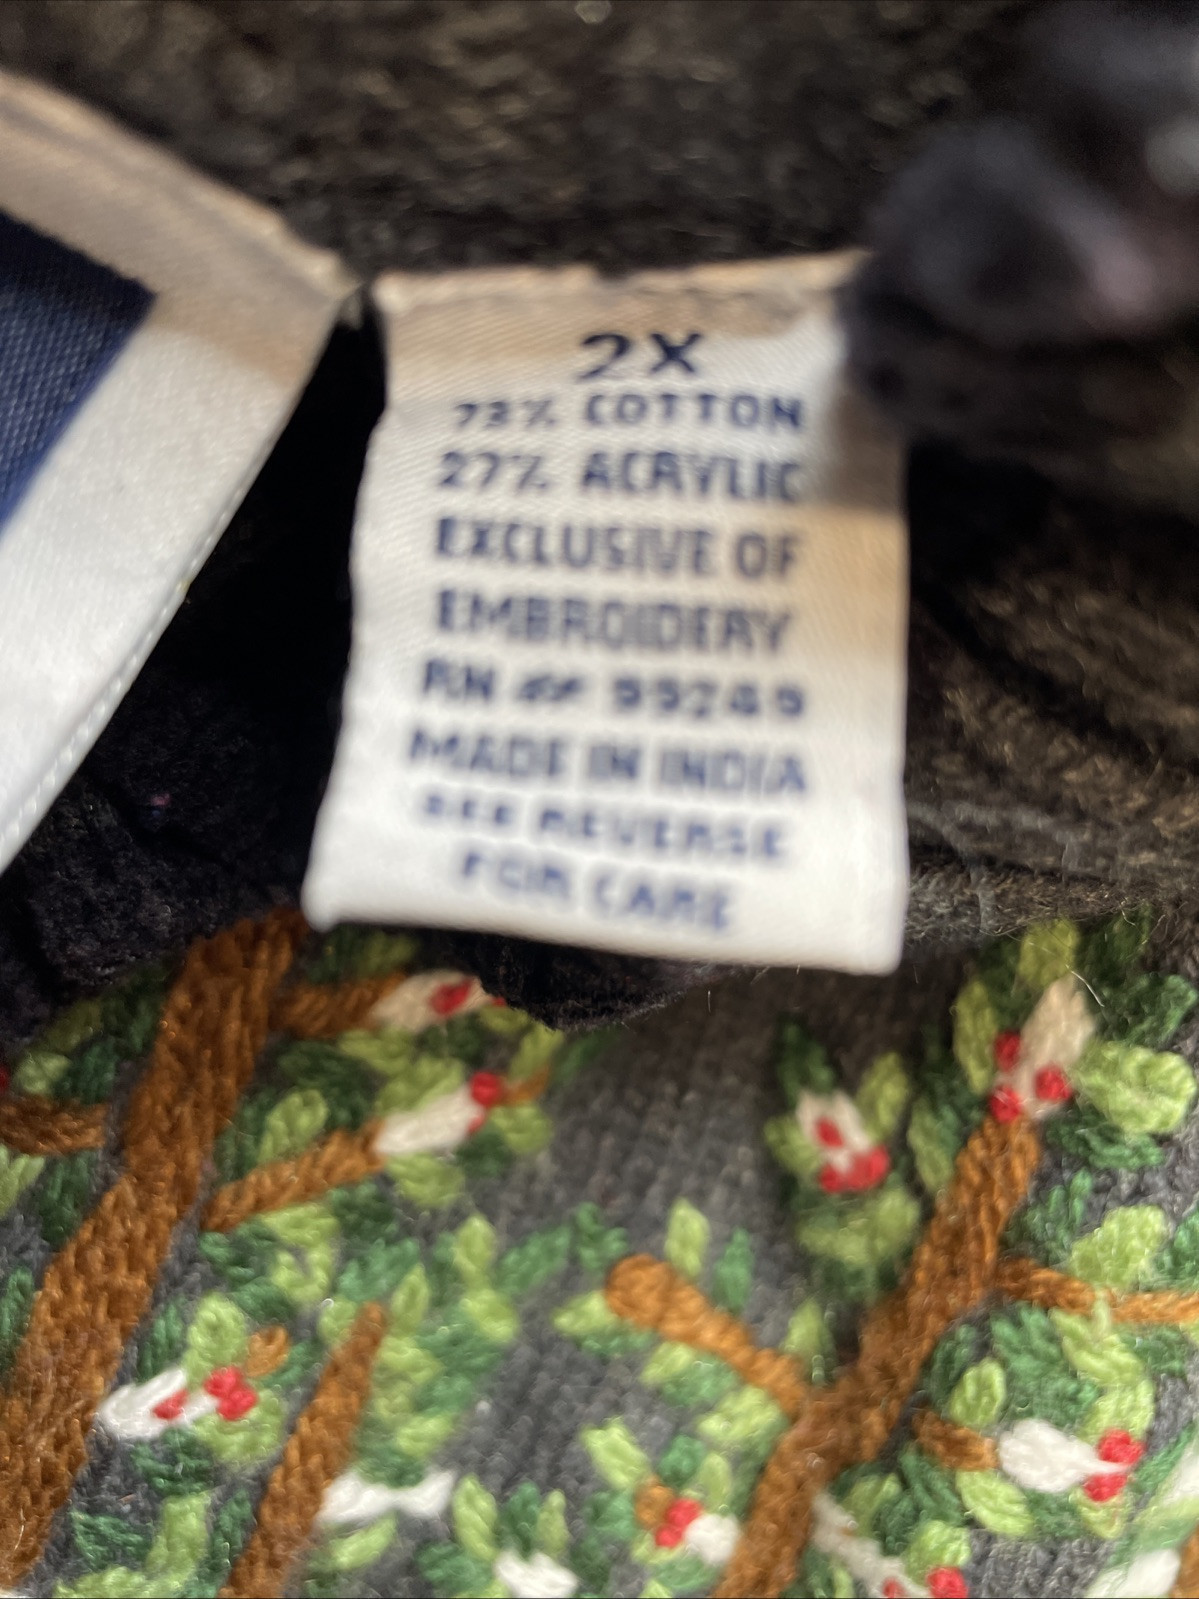 2X
73% COTTON
27% ACRYLIC
EXCLUSIVE OF
EMBROIDERY
RN # 99249
MADE IN INDIA
SEE REVERSE
FOR CARE